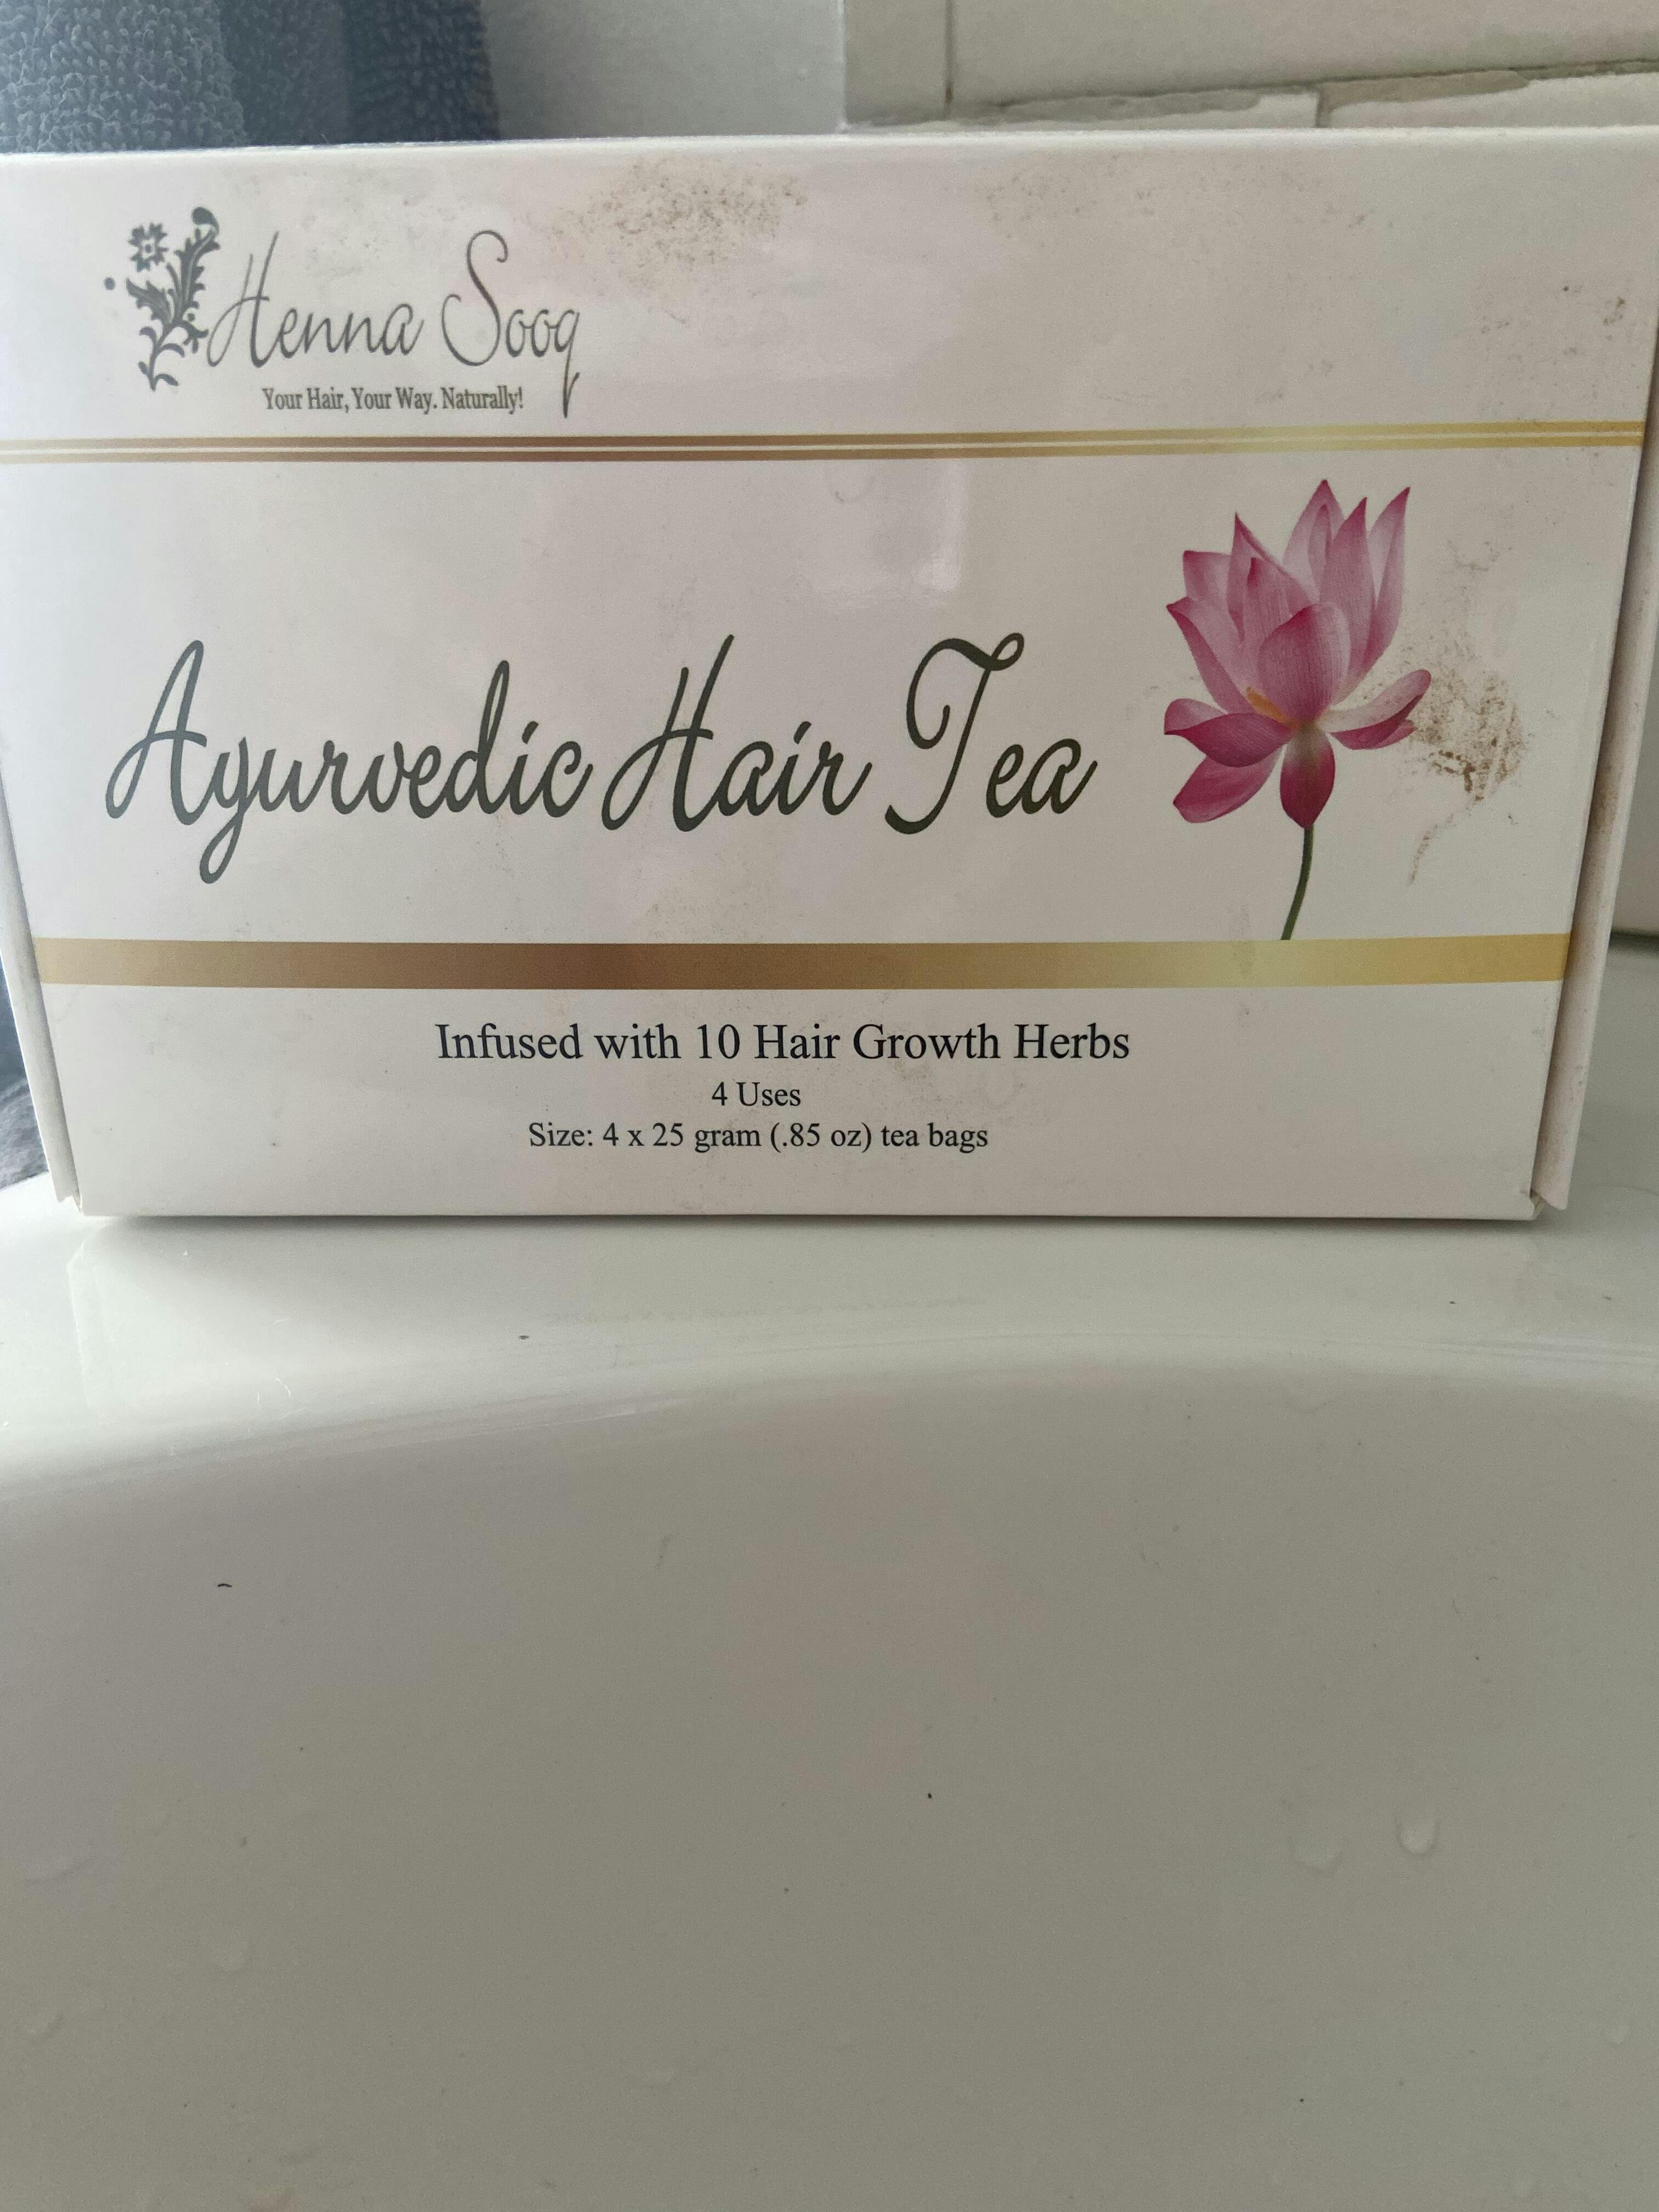 Henna Sooq
Your Hair, Your Way. Naturally!
Ayurvedic Hair Tea
Infused with 10 Hair Growth Herbs
4 Uses
Size: 4 x 25 gram (.85 oz) tea bags